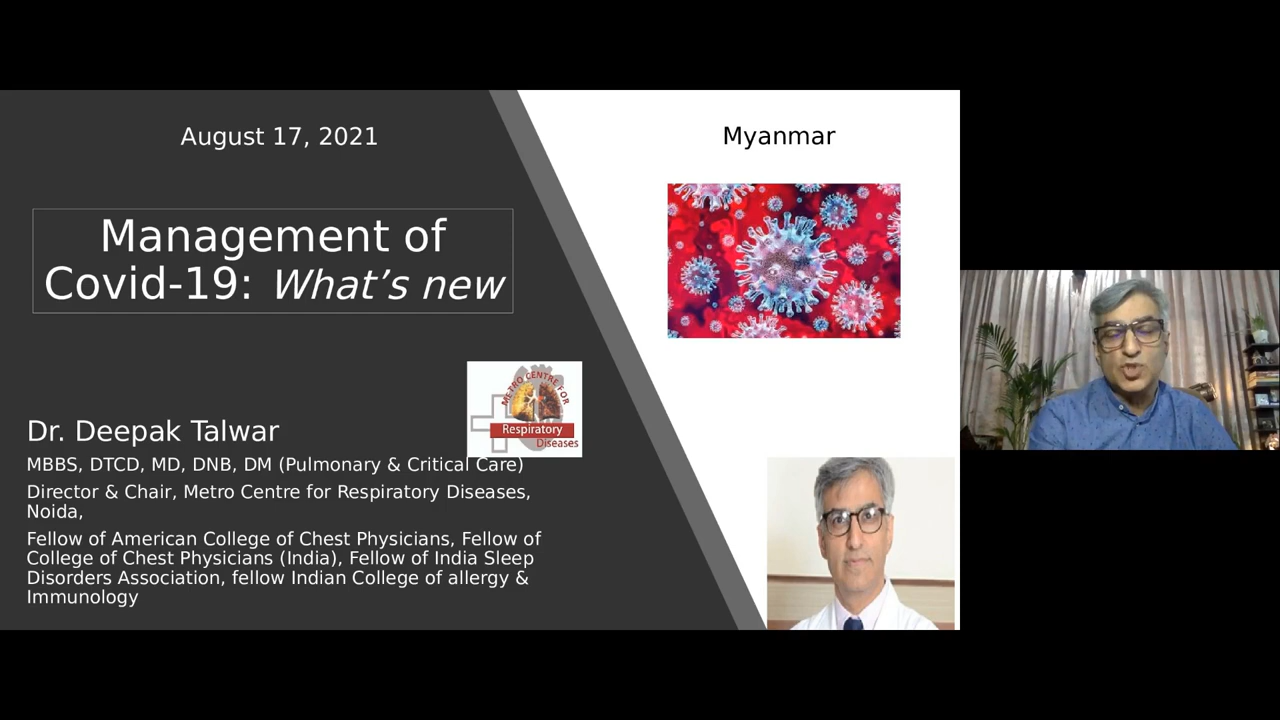 August 17, 2021
Myanmar
Management of
Covid-19: What’s new
METRO CENTRE FOR
Respiratory
Diseases
Dr. Deepak Talwar
MBBS, DTCD, MD, DNB, DM (Pulmonary & Critical Care)
Director & Chair, Metro Centre for Respiratory Diseases,
Noida,
Fellow of American College of Chest Physicians, Fellow of
College of Chest Physicians (India), Fellow of India Sleep
Disorders Association, fellow Indian College of allergy &
Immunology